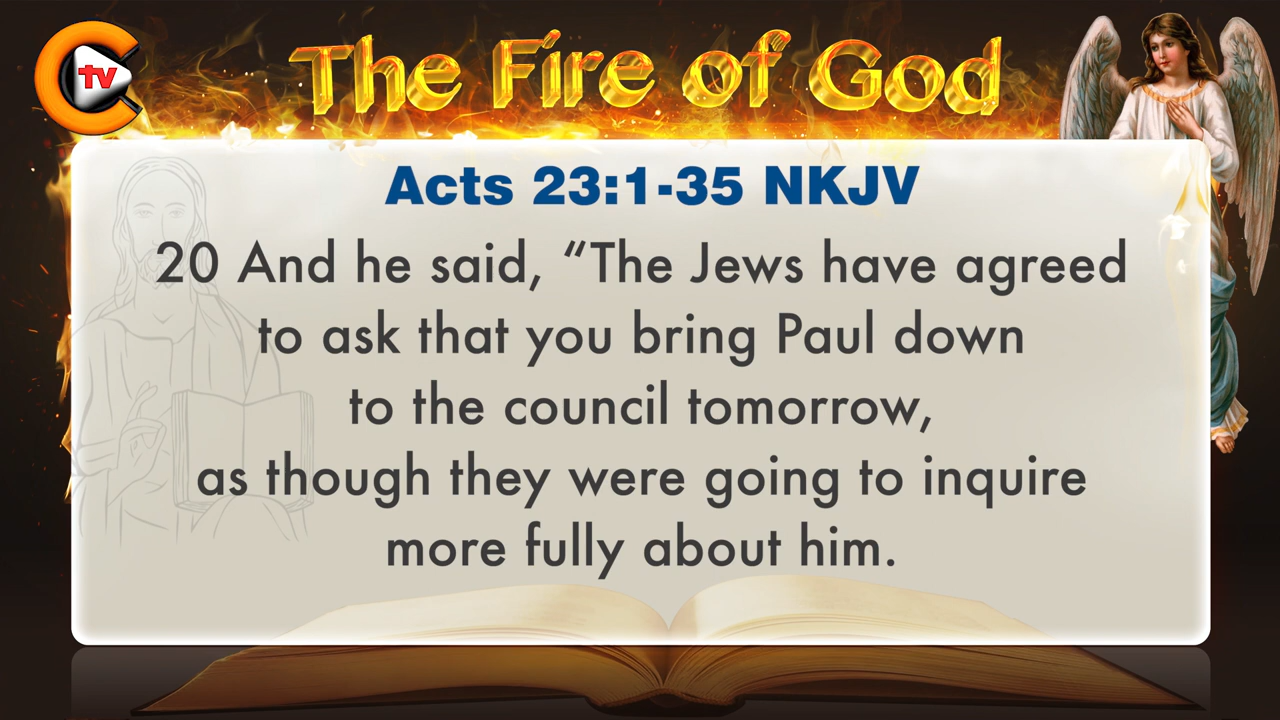 tv
The Fire of God
Acts 23:1-35 NKJV
20 And he said, “The Jews have agreed
to ask that you bring Paul down
to the council tomorrow,
as though they were going to inquire
more fully about him.